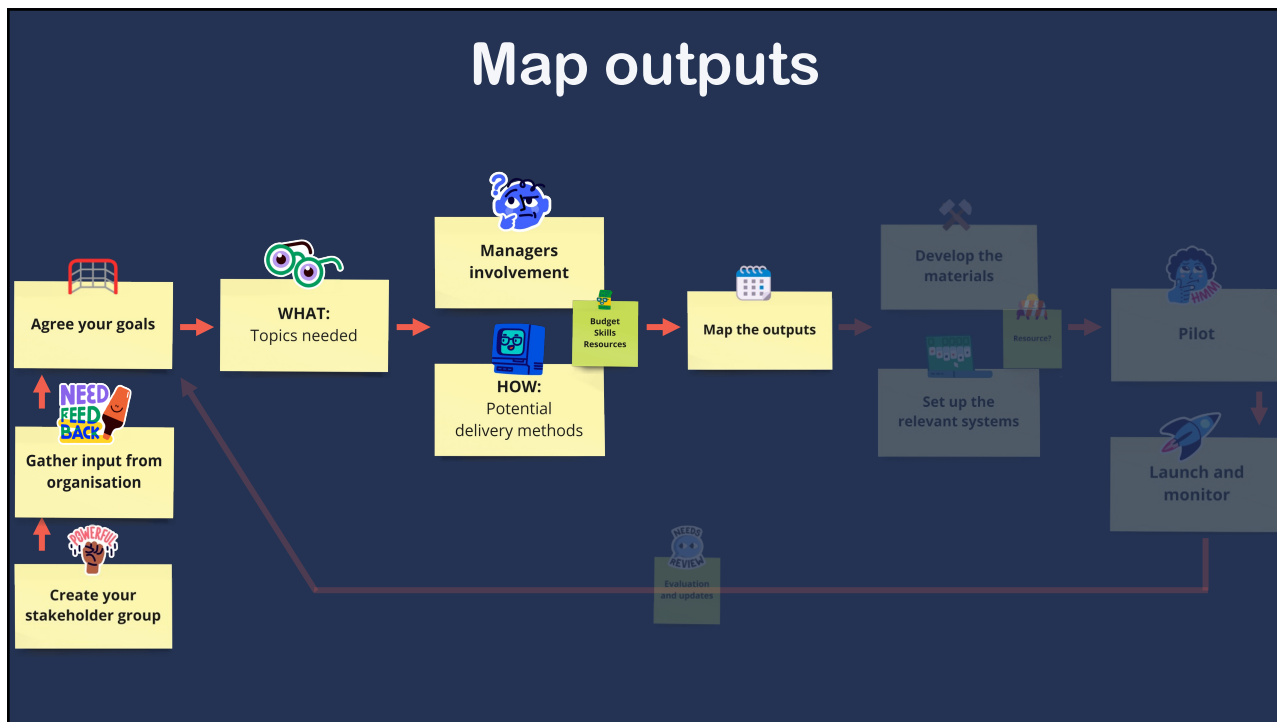 Map outputs
Agree your goals
NEED
FEED
BACK
Gather input from
organisation
POWERFUL
Create your
stakeholder group
WHAT:
Topics needed
?
Managers
involvement
HOW:
Potential
delivery methods
Budget
Skills
Resources
Map the outputs
Develop the
materials
Resource?
Set up the
relevant systems
HMM
Pilot
Launch and
monitor
NEEDS
REVIEW
Evaluation
and updates